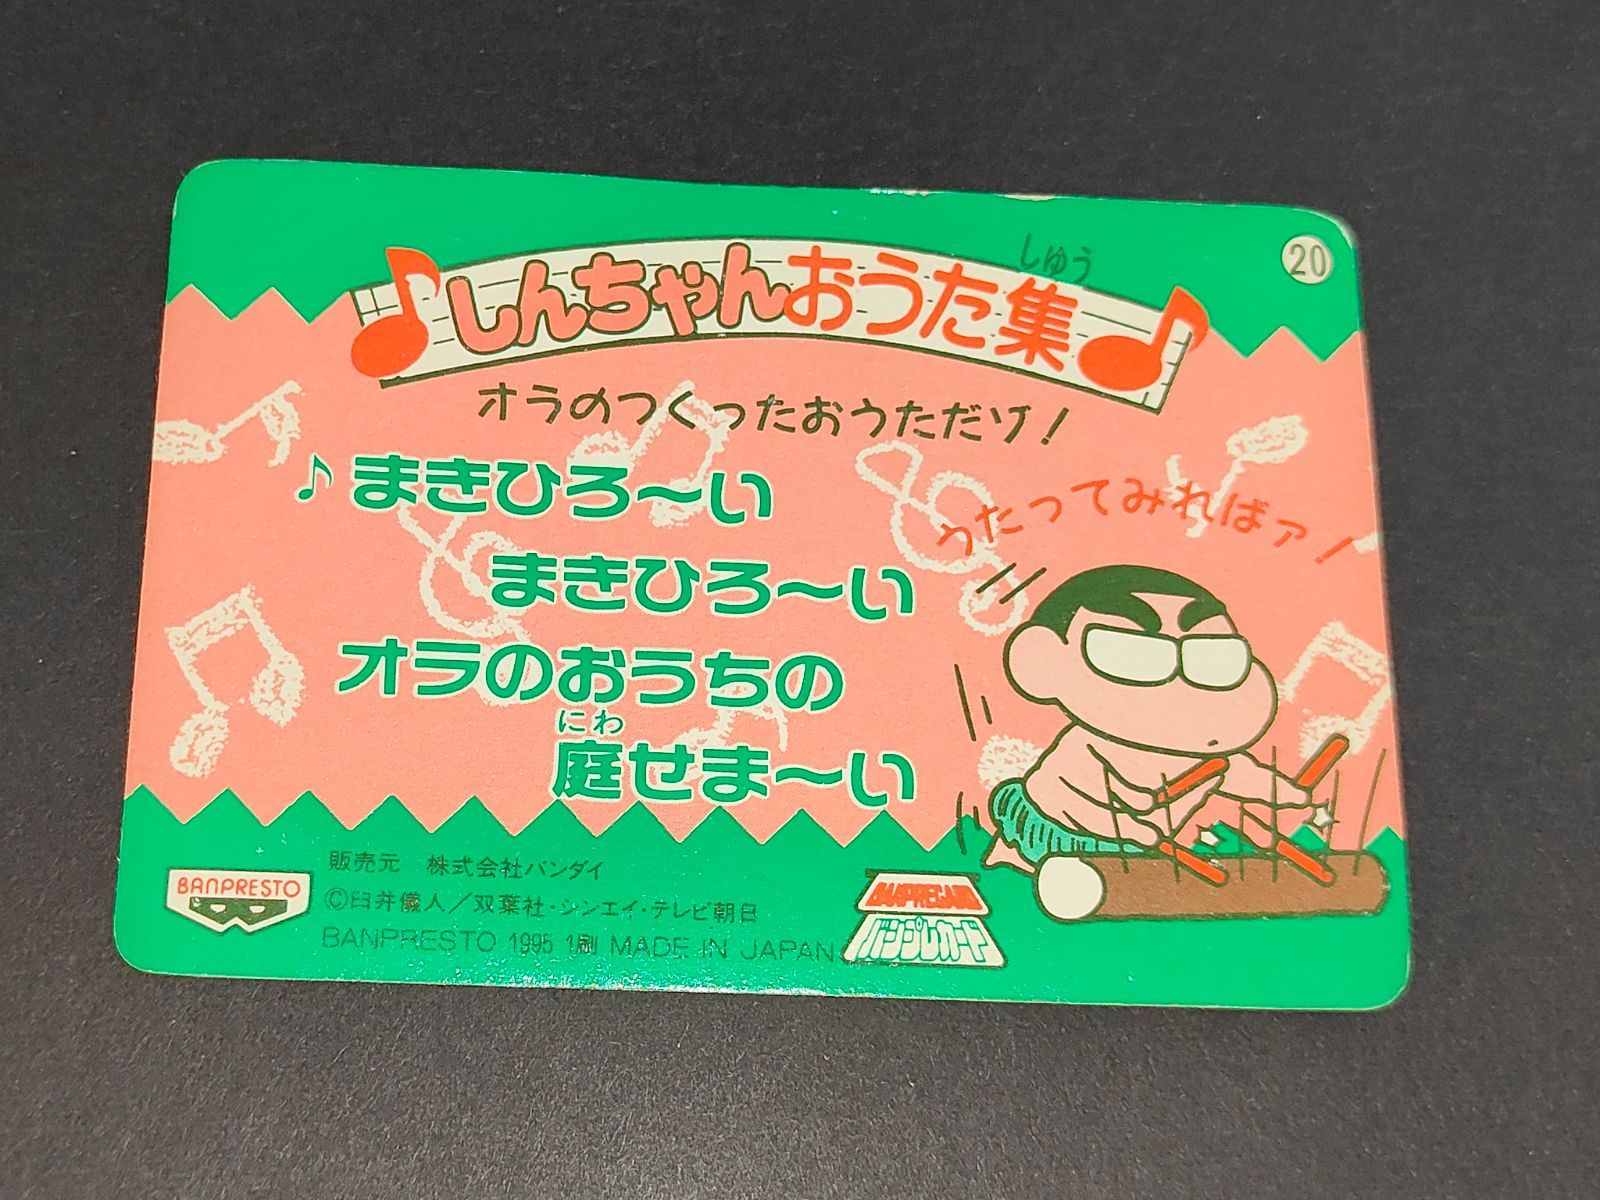 20
しゅう
♪しんちゃんおうた集♪
オラのつくったおうただゾ！
♪まきひろ〜い
まきひろ〜い
オラのおうちの
にわ
庭せま〜い
うたってみればァ！
販売元　株式会社バンダイ
©臼井儀人／双葉社・シンエイ・テレビ朝日
BANPRESTO 1995 1刷 MADE IN JAPAN
BANPRESTO
BANPRECARD
バンプレカード